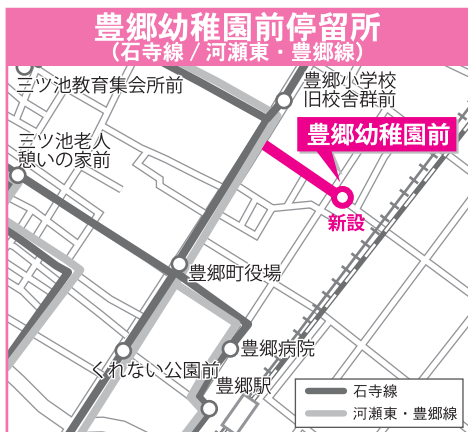 豊郷幼稚園前停留所
(石寺線 / 河瀬東・豊郷線)
三ツ池教育集会所前
豊郷小学校
旧校舎群前
豊郷幼稚園前
三ツ池老人
憩いの家前
新設
豊郷町役場
豊郷病院
くれない公園前
豊郷駅
石寺線
河瀬東・豊郷線